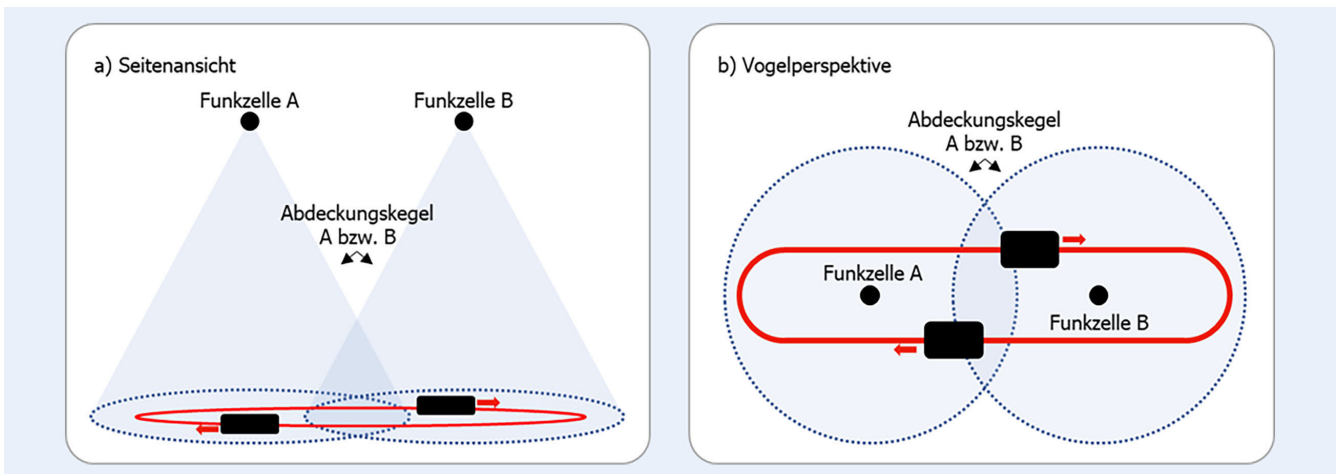 a) Seitenansicht
Funkzelle A
Funkzelle B
Abdeckungskegel
A bzw. B
b) Vogelperspektive
Abdeckungskegel
A bzw. B
Funkzelle A
Funkzelle B